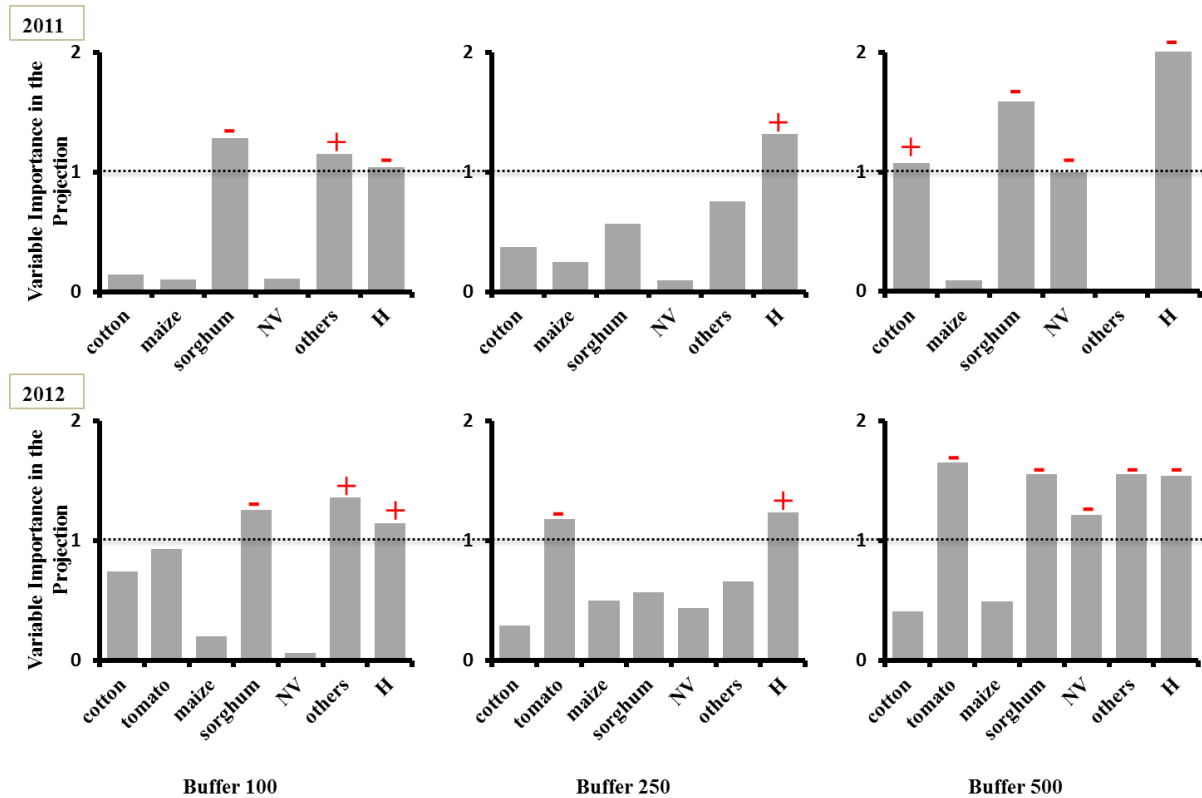 2011
Variable Importance in the
Projection
2
1
0
- + -
cotton maize sorghum NV others H
2
1
0
+
cotton maize sorghum NV others H
2
1
0
+ - - -
cotton maize sorghum NV others H
2012
Variable Importance in the
Projection
2
1
0
- + +
cotton tomato maize sorghum NV others H
2
1
0
- +
cotton tomato maize sorghum NV others H
2
1
0
- - - - -
cotton tomato maize sorghum NV others H
Buffer 100 Buffer 250 Buffer 500